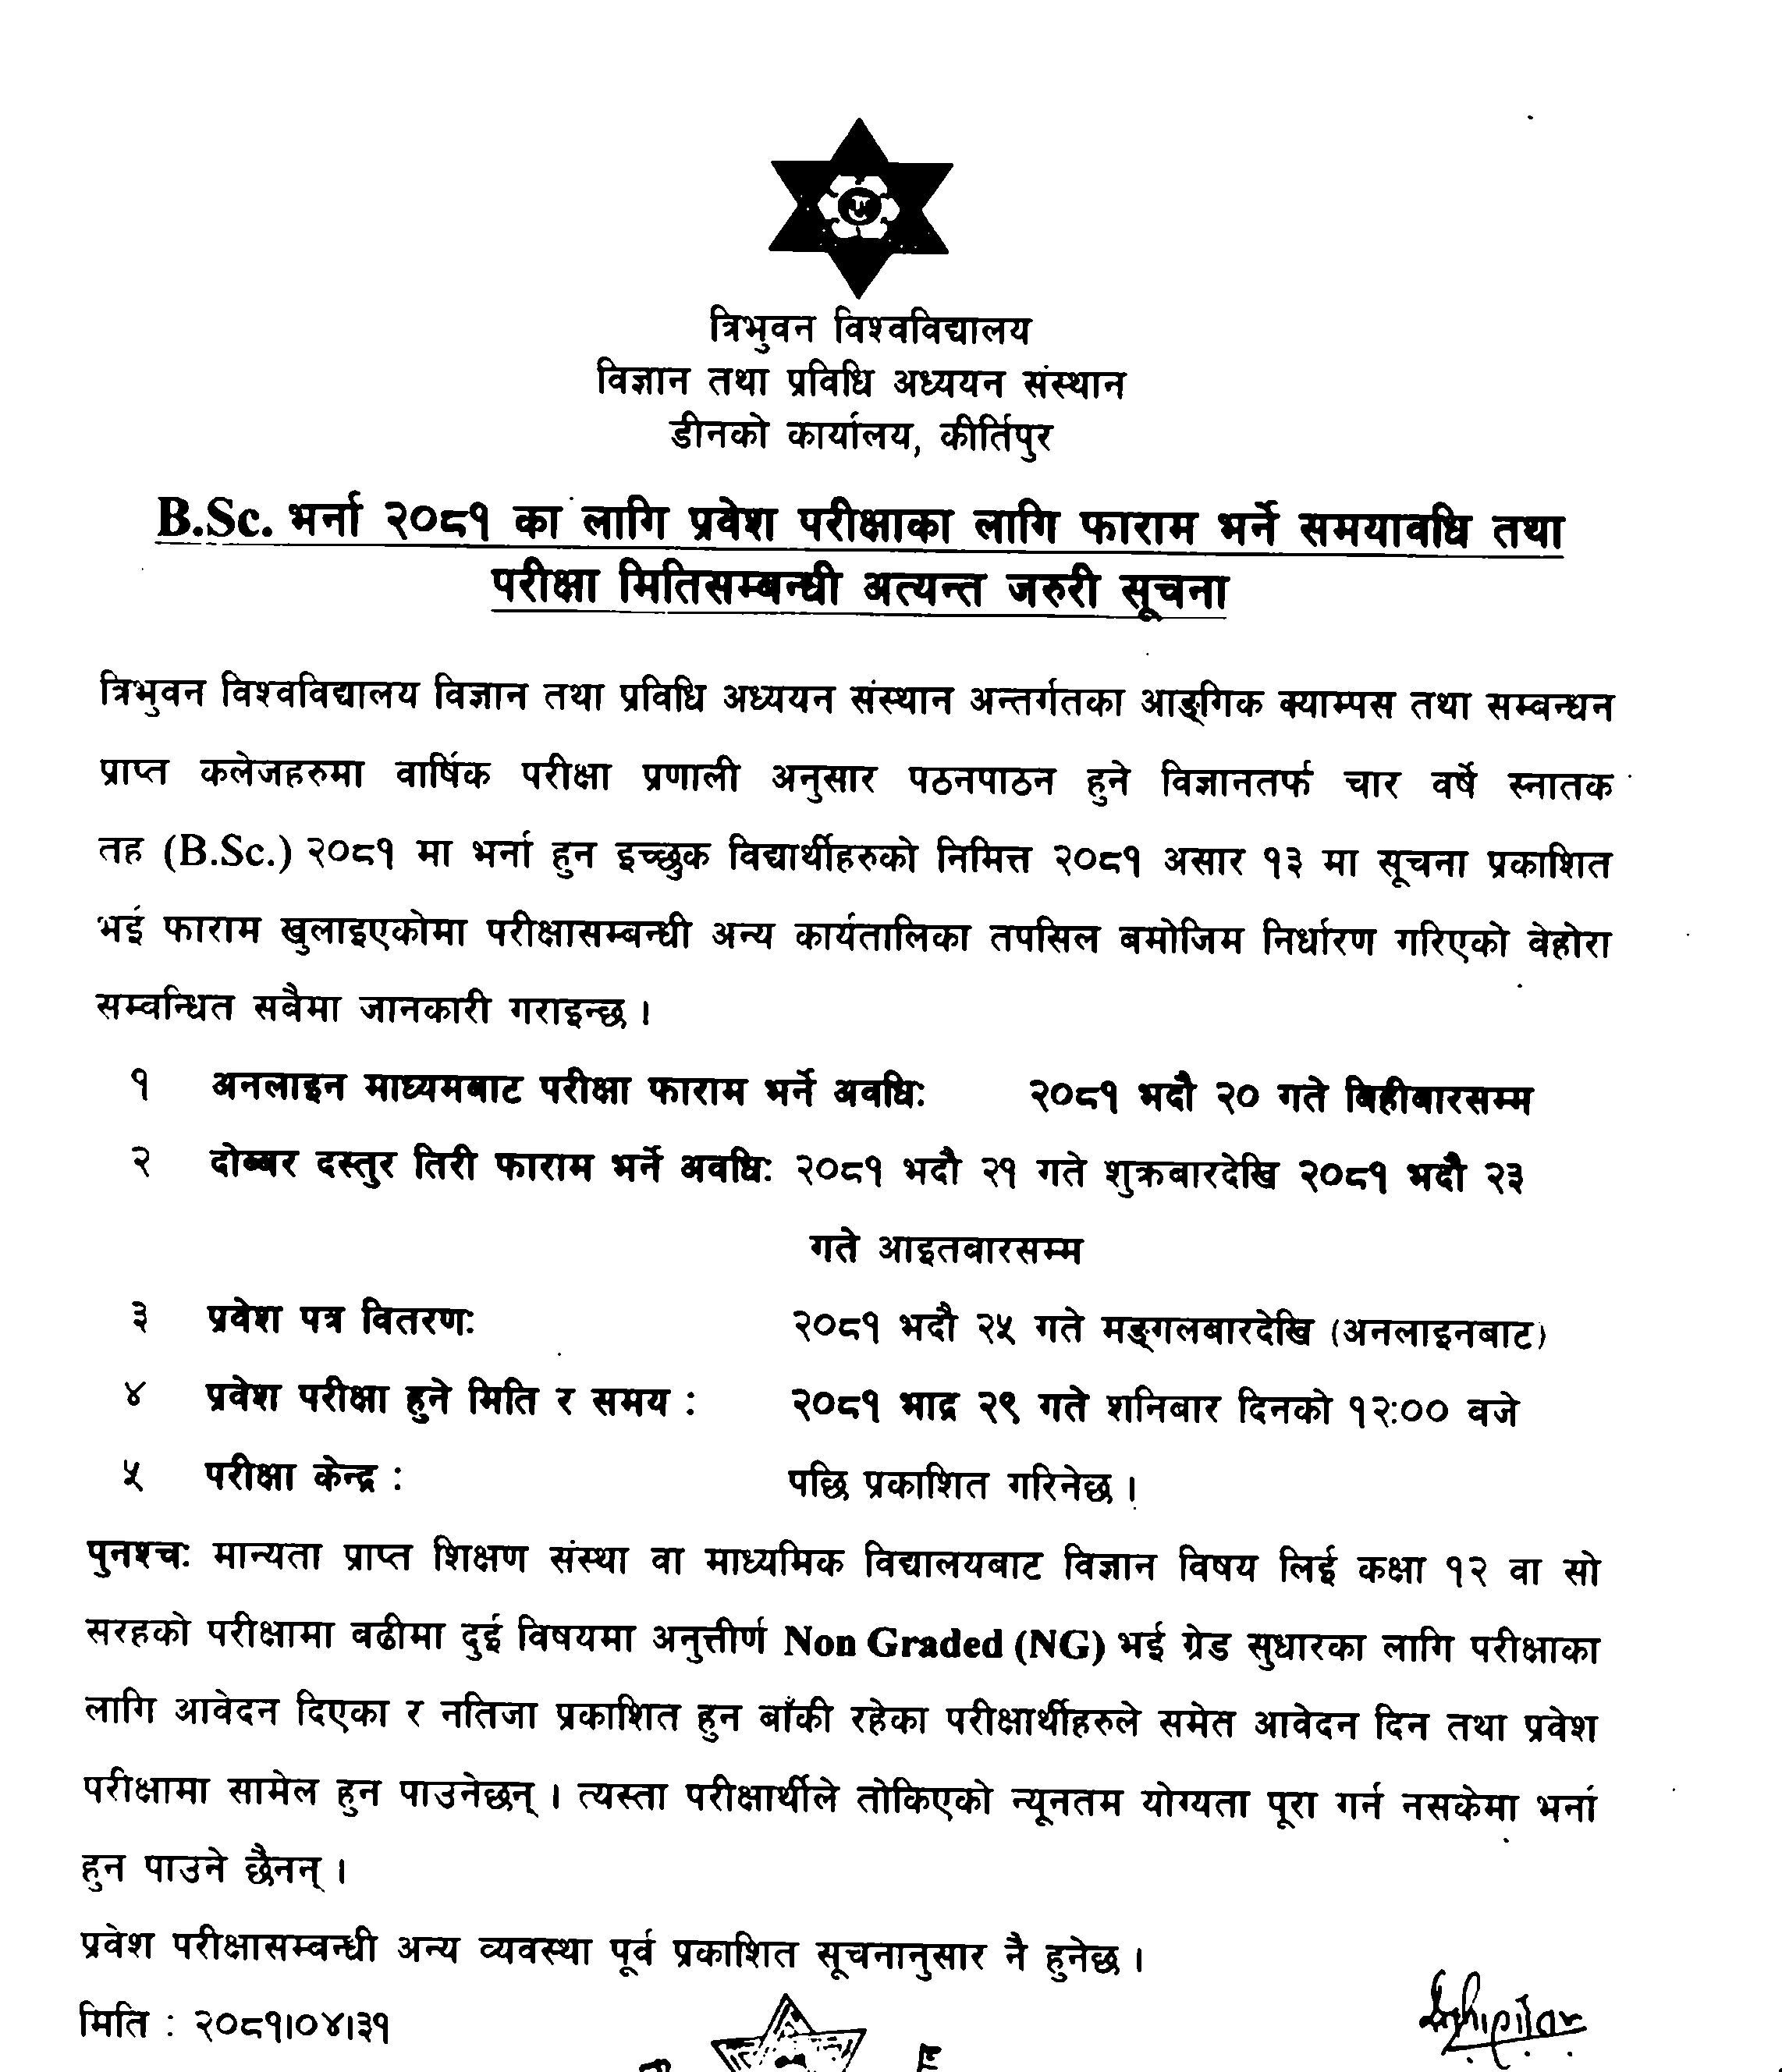 त्रिभुवन विश्वविद्यालय
विज्ञान तथा प्रविधि अध्ययन संस्थान
डीनको कार्यालय, कीर्तिपुर
B.Sc. भर्ना २०८१ का लागि प्रवेश परीक्षाका लागि फाराम भर्ने समयावधि तथा
परीक्षा मितिसम्बन्धी अत्यन्त जरुरी सूचना
त्रिभुवन विश्वविद्यालय विज्ञान तथा प्रविधि अध्ययन संस्थान अन्तर्गतका आङ्गिक क्याम्पस तथा सम्बन्धन
प्राप्त कलेजहरुमा वार्षिक परीक्षा प्रणाली अनुसार पठनपाठन हुने विज्ञानतर्फ चार वर्षे स्नातक
तह (B.Sc.) २०८१ मा भर्ना हुन इच्छुक विद्यार्थीहरुको निमित्त २०८१ असार १३ मा सूचना प्रकाशित
भई फाराम खुलाइएकोमा परीक्षासम्बन्धी अन्य कार्यतालिका तपसिल बमोजिम निर्धारण गरिएको वेहोरा
सम्वन्धित सबैमा जानकारी गराइन्छ ।
१ अनलाइन माध्यमबाट परीक्षा फाराम भर्ने अवधिः २०८१ भदौ २० गते बिहीबारसम्म
२ दोब्बर दस्तुर तिरी फाराम भर्ने अवधिः २०८१ भदौ २१ गते शुक्रबारदेखि २०८१ भदौ २३
गते आइतबारसम्म
३ प्रवेश पत्र वितरणः २०८१ भदौ २५ गते मङ्गलबारदेखि (अनलाइनबाट)
४ प्रवेश परीक्षा हुने मिति र समय : २०८१ भाद्र २९ गते शनिबार दिनको १२:०० वजे
५ परीक्षा केन्द्र : पछि प्रकाशित गरिनेछ ।
पुनश्चः मान्यता प्राप्त शिक्षण संस्था वा माध्यमिक विद्यालयबाट विज्ञान विषय लिई कक्षा १२ वा सो
सरहको परीक्षामा बढीमा दुई विषयमा अनुत्तीर्ण Non Graded (NG) भई ग्रेड सुधारका लागि परीक्षाका
लागि आवेदन दिएका र नतिजा प्रकाशित हुन बाँकी रहेका परीक्षार्थीहरुले समेत आवेदन दिन तथा प्रवेश
परीक्षामा सामेल हुन पाउनेछन् । त्यस्ता परीक्षार्थीले तोकिएको न्यूनतम योग्यता पूरा गर्न नसकेमा भर्ना
हुन पाउने छैनन् ।
प्रवेश परीक्षासम्बन्धी अन्य व्यवस्था पूर्व प्रकाशित सूचनानुसार नै हुनेछ ।
मिति : २०८१।०४।३१